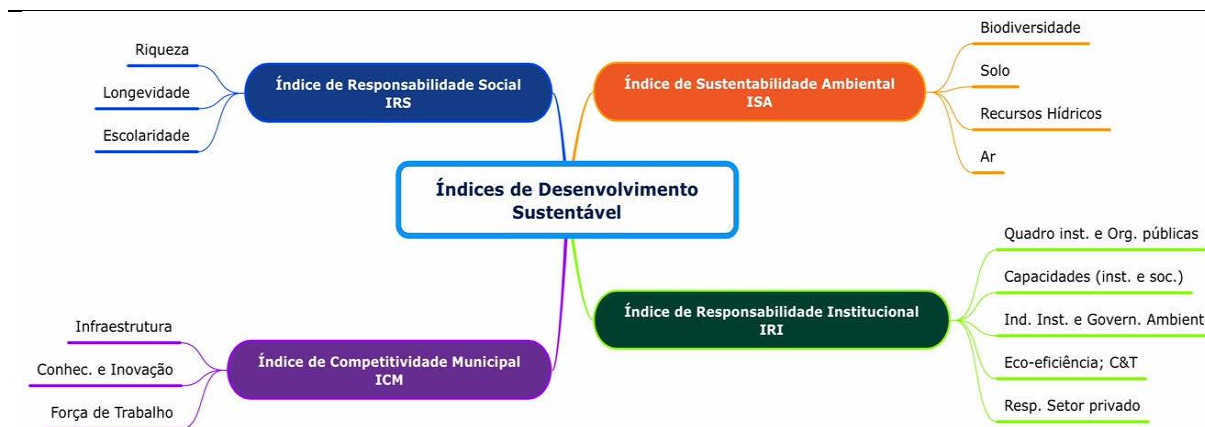 Riqueza
Longevidade
Escolaridade
Índice de Responsabilidade Social
IRS
Índice de Sustentabilidade Ambiental
ISA
Biodiversidade
Solo
Recursos Hídricos
Ar
Índices de Desenvolvimento
Sustentável
Infraestrutura
Conhec. e Inovação
Força de Trabalho
Índice de Competitividade Municipal
ICM
Índice de Responsabilidade Institucional
IRI
Quadro inst. e Org. públicas
Capacidades (inst. e soc.)
Ind. Inst. e Govern. Ambient
Eco-eficiência; C&T
Resp. Setor privado